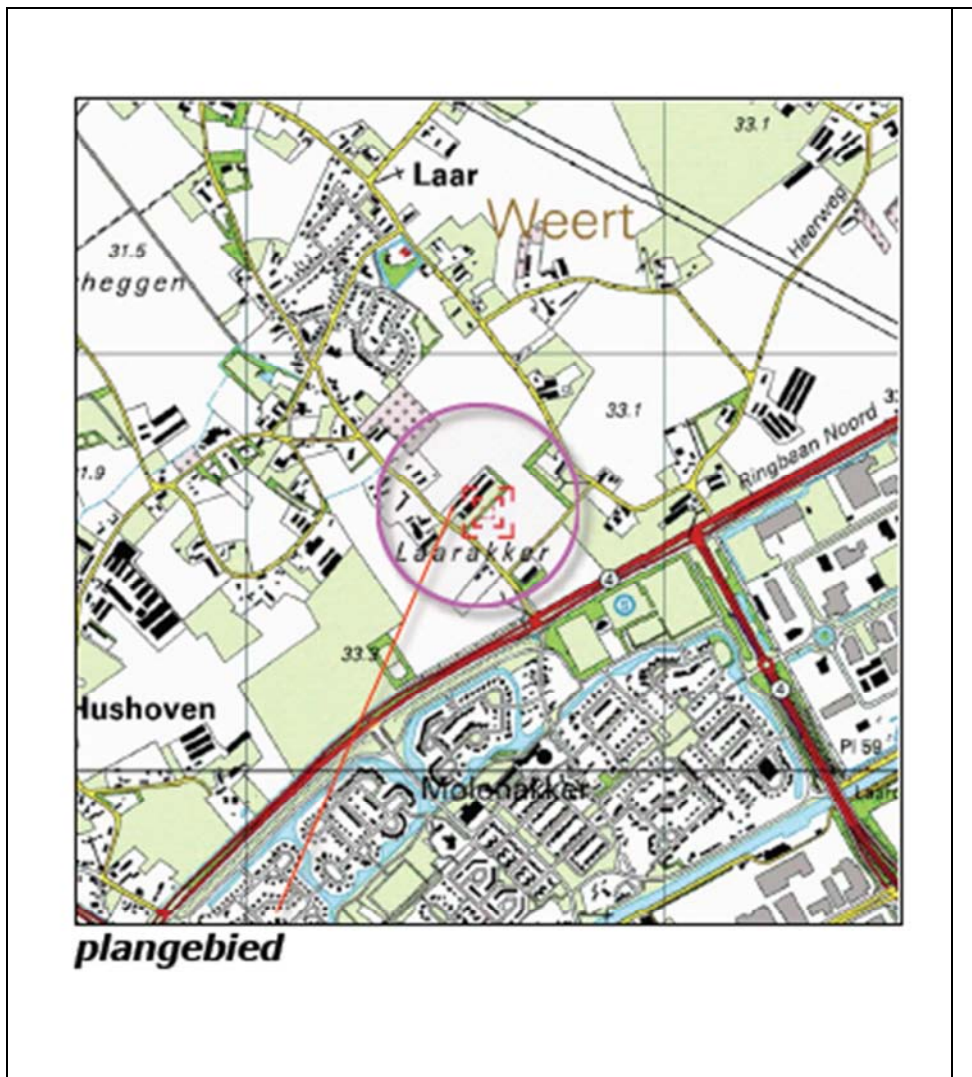 33.1
Laar
Weert
Heerweg
31.5
heggen
33.1
Ringbaan Noord
1.9
Laarakker
4
33.3
Hushoven
4
Pl 59
Molenakker
Laard
plangebied